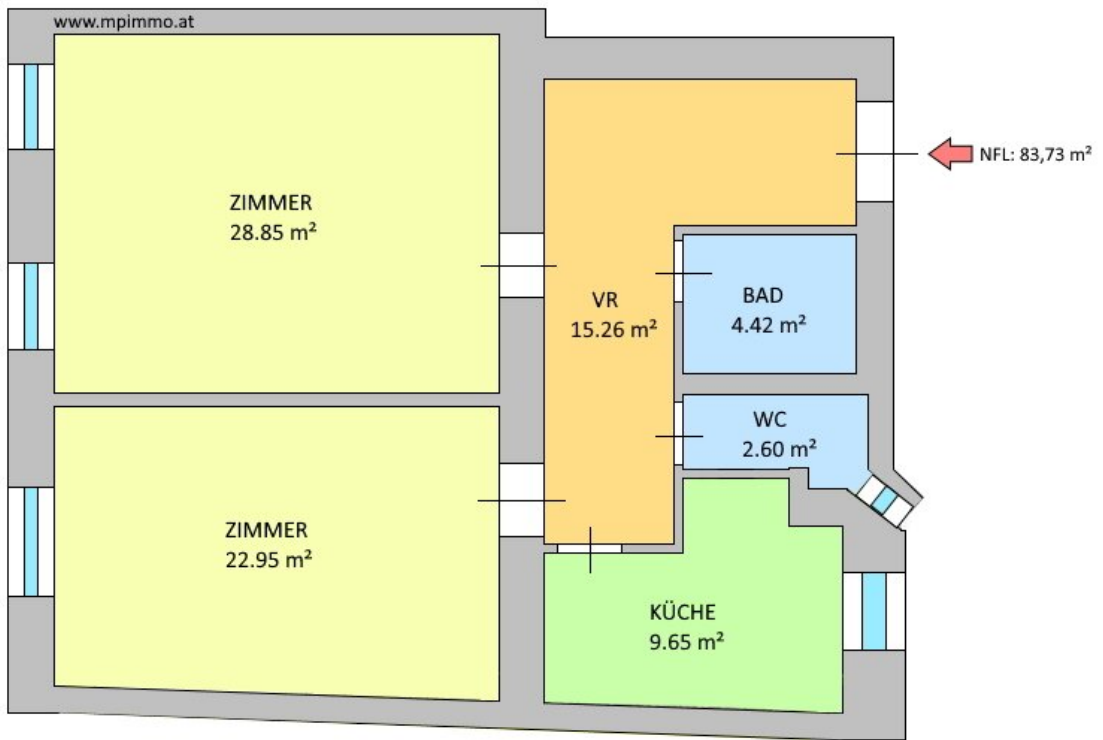 www.mpimmo.at
NFL: 83,73 m²
ZIMMER
28.85 m²
VR
15.26 m²
BAD
4.42 m²
WC
2.60 m²
ZIMMER
22.95 m²
KÜCHE
9.65 m²